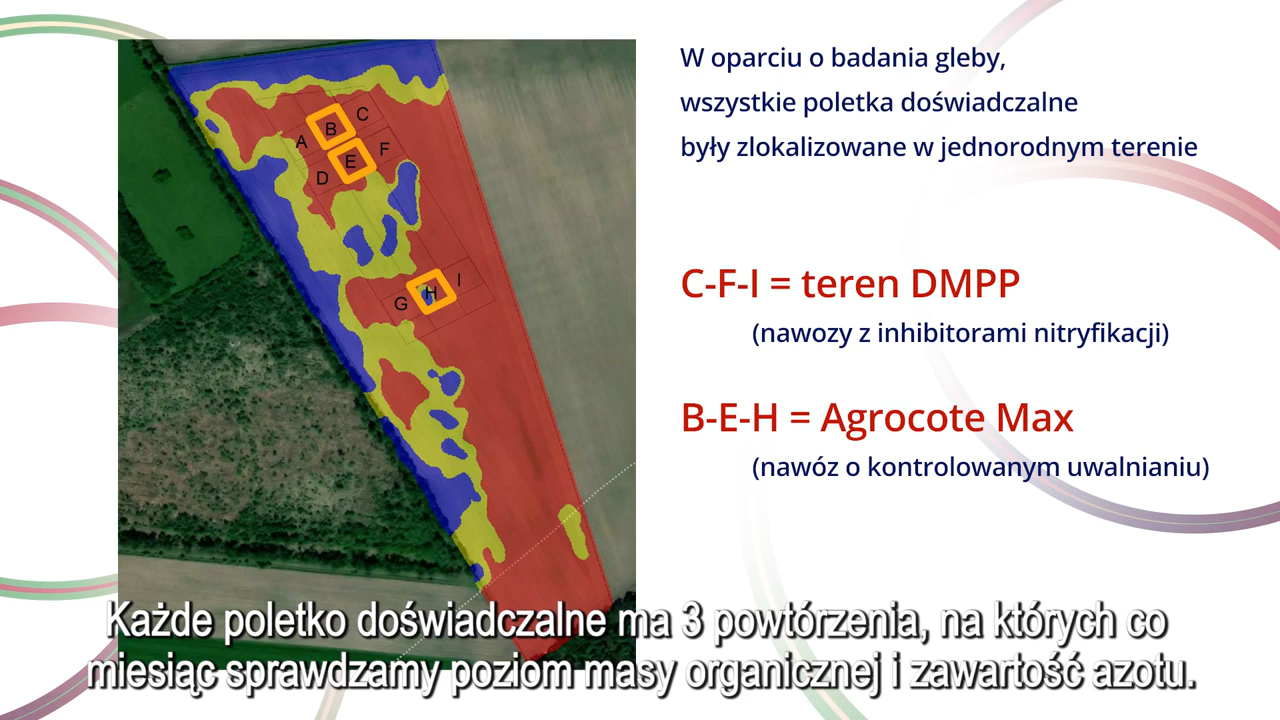 W oparciu o badania gleby,
wszystkie poletka doświadczalne
były zlokalizowane w jednorodnym terenie
A
B
C
D
E
F
G
H
I
C-F-I = teren DMPP
(nawozy z inhibitorami nitryfikacji)
B-E-H = Agrocote Max
(nawóz o kontrolowanym uwalnianiu)
Każde poletko doświadczalne ma 3 powtórzenia, na których co
miesiąc sprawdzamy poziom masy organicznej i zawartość azotu.